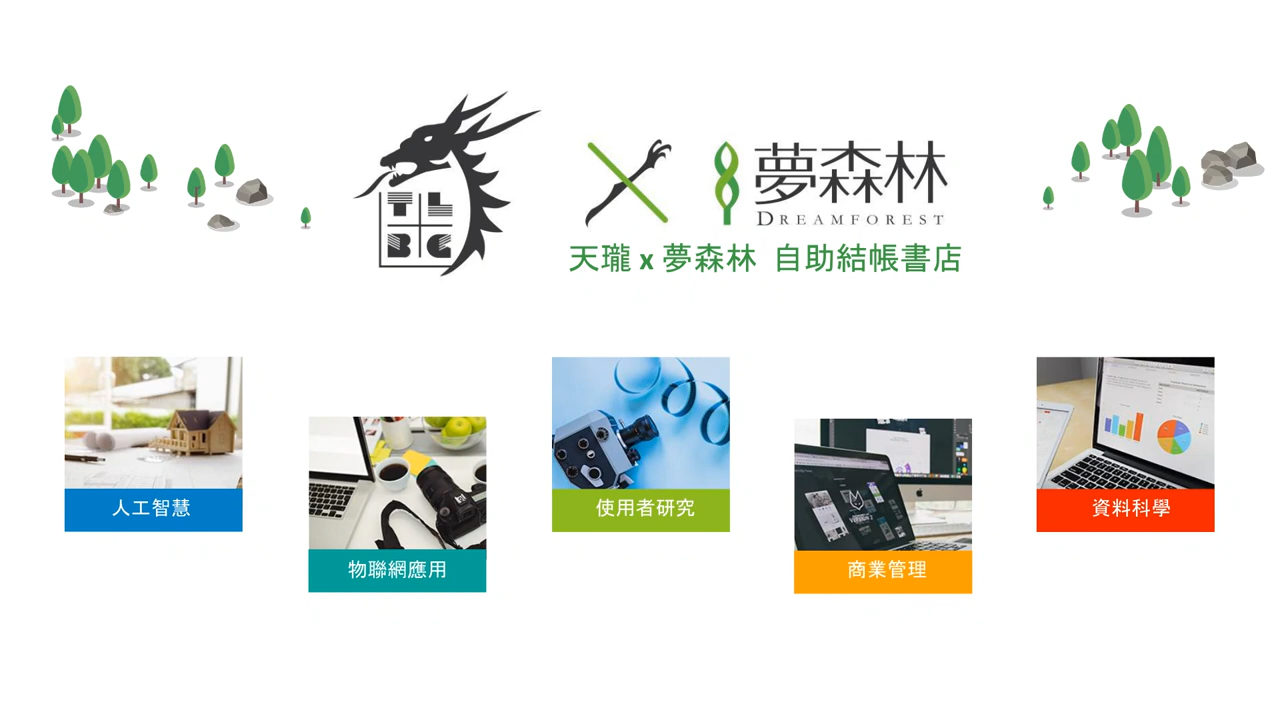 TL
BC
夢森林
DREAMFOREST
天瓏 x 夢森林 自助結帳書店
人工智慧
物聯網應用
使用者研究
商業管理
資料科學